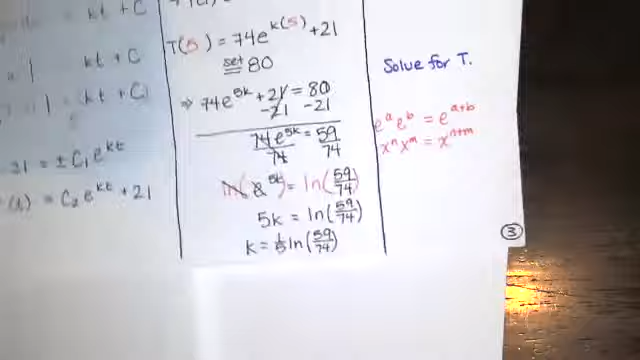 kt + C
kt + C
kt + C₁
21 = ± C₁e^kt
= C₂e^kt + 21
T(5) = 74e^k(5) + 21
set 80
⇒ 74e^5k + 21 = 80
-21 -21
74e^5k = 59
74 74
ln(e^5k) = ln(59/74)
5k = ln(59/74)
k = 1/5 ln(59/74)
Solve for T.
e^a e^b = e^a+b
x^n x^m = x^n+m
3